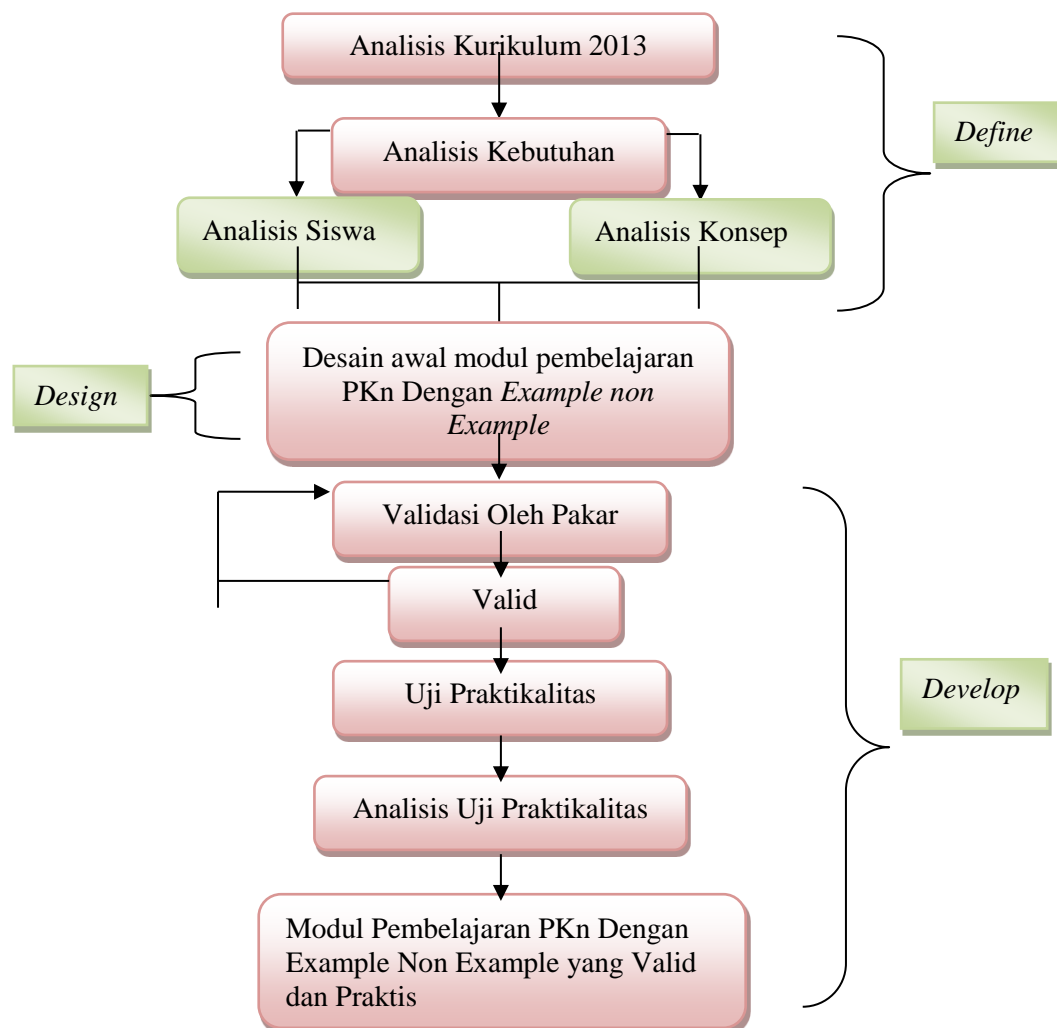 Analisis Kurikulum 2013
Define
Analisis Kebutuhan
Analisis Siswa
Analisis Konsep
Desain awal modul pembelajaran
PKn Dengan Example non
Example
Design
Validasi Oleh Pakar
Valid
Uji Praktikalitas
Develop
Analisis Uji Praktikalitas
Modul Pembelajaran PKn Dengan
Example Non Example yang Valid
dan Praktis